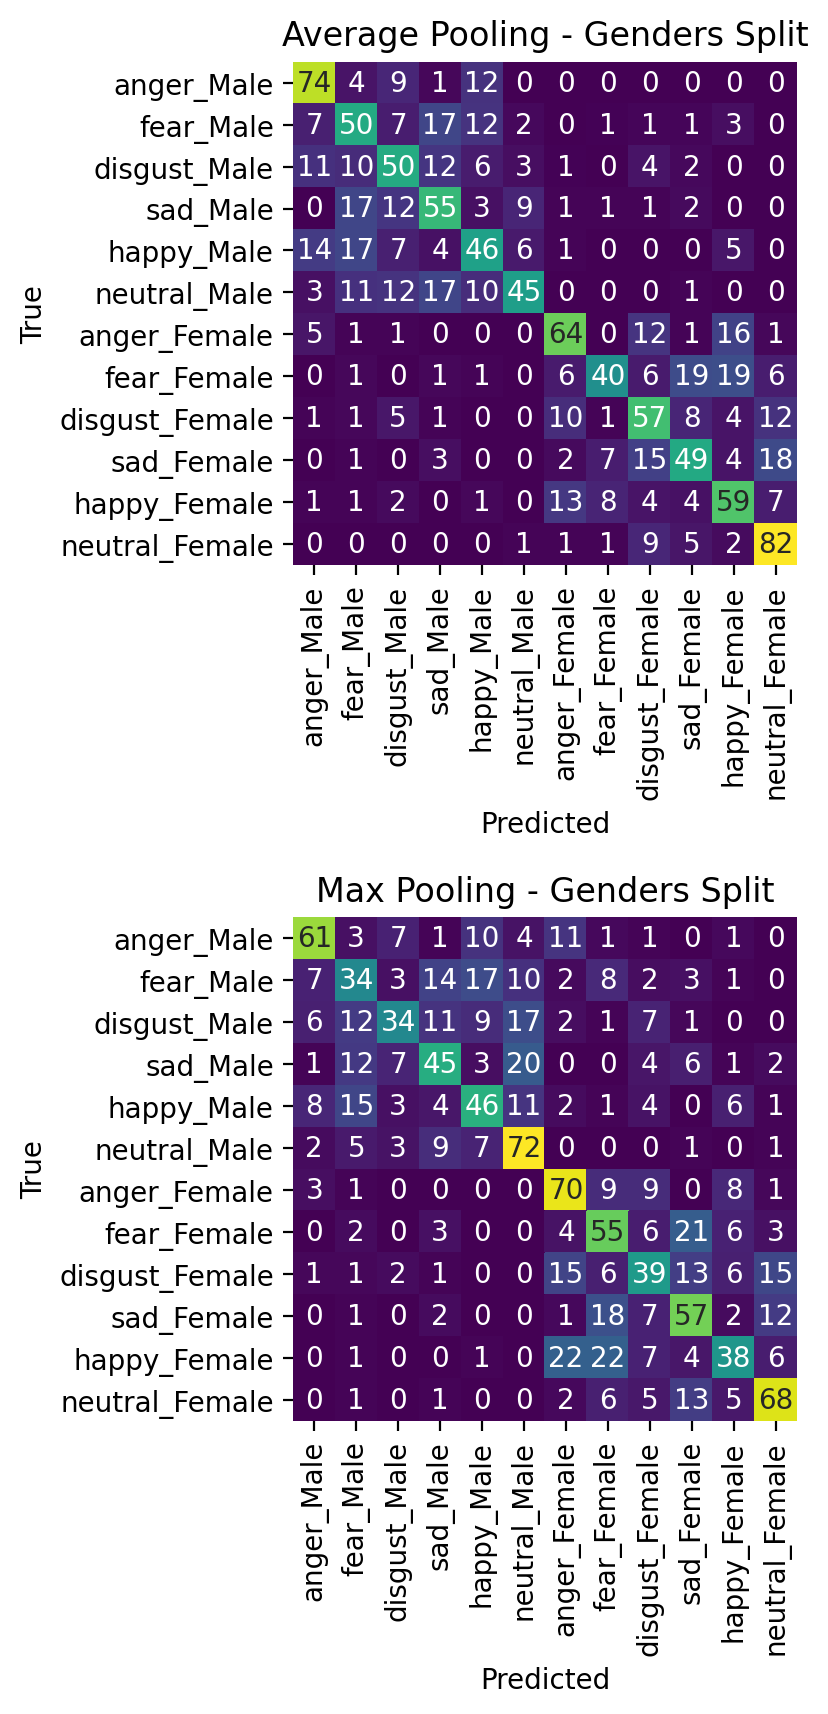 Average Pooling - Genders Split
True
anger_Male 74 4 9 1 12 0 0 0 0 0 0 0
fear_Male 7 50 7 17 12 2 0 1 1 1 3 0
disgust_Male 11 10 50 12 6 3 1 0 4 2 0 0
sad_Male 0 17 12 55 3 9 1 1 1 2 0 0
happy_Male 14 17 7 4 46 6 1 0 0 0 5 0
neutral_Male 3 11 12 17 10 45 0 0 0 1 0 0
anger_Female 5 1 1 0 0 0 64 0 12 1 16 1
fear_Female 0 1 0 1 1 0 6 40 6 19 19 6
disgust_Female 1 1 5 1 0 0 10 1 57 8 4 12
sad_Female 0 1 0 3 0 0 2 7 15 49 4 18
happy_Female 1 1 2 0 1 0 13 8 4 4 59 7
neutral_Female 0 0 0 0 0 1 1 1 9 5 2 82
anger_Male
fear_Male
disgust_Male
sad_Male
happy_Male
neutral_Male
anger_Female
fear_Female
disgust_Female
sad_Female
happy_Female
neutral_Female
Predicted
Max Pooling - Genders Split
True
anger_Male 61 3 7 1 10 4 11 1 1 0 1 0
fear_Male 7 34 3 14 17 10 2 8 2 3 1 0
disgust_Male 6 12 34 11 9 17 2 1 7 1 0 0
sad_Male 1 12 7 45 3 20 0 0 4 6 1 2
happy_Male 8 15 3 4 46 11 2 1 4 0 6 1
neutral_Male 2 5 3 9 7 72 0 0 0 1 0 1
anger_Female 3 1 0 0 0 0 70 9 9 0 8 1
fear_Female 0 2 0 3 0 0 4 55 6 21 6 3
disgust_Female 1 1 2 1 0 0 15 6 39 13 6 15
sad_Female 0 1 0 2 0 0 1 18 7 57 2 12
happy_Female 0 1 0 0 1 0 22 22 7 4 38 6
neutral_Female 0 1 0 1 0 0 2 6 5 13 5 68
anger_Male
fear_Male
disgust_Male
sad_Male
happy_Male
neutral_Male
anger_Female
fear_Female
disgust_Female
sad_Female
happy_Female
neutral_Female
Predicted